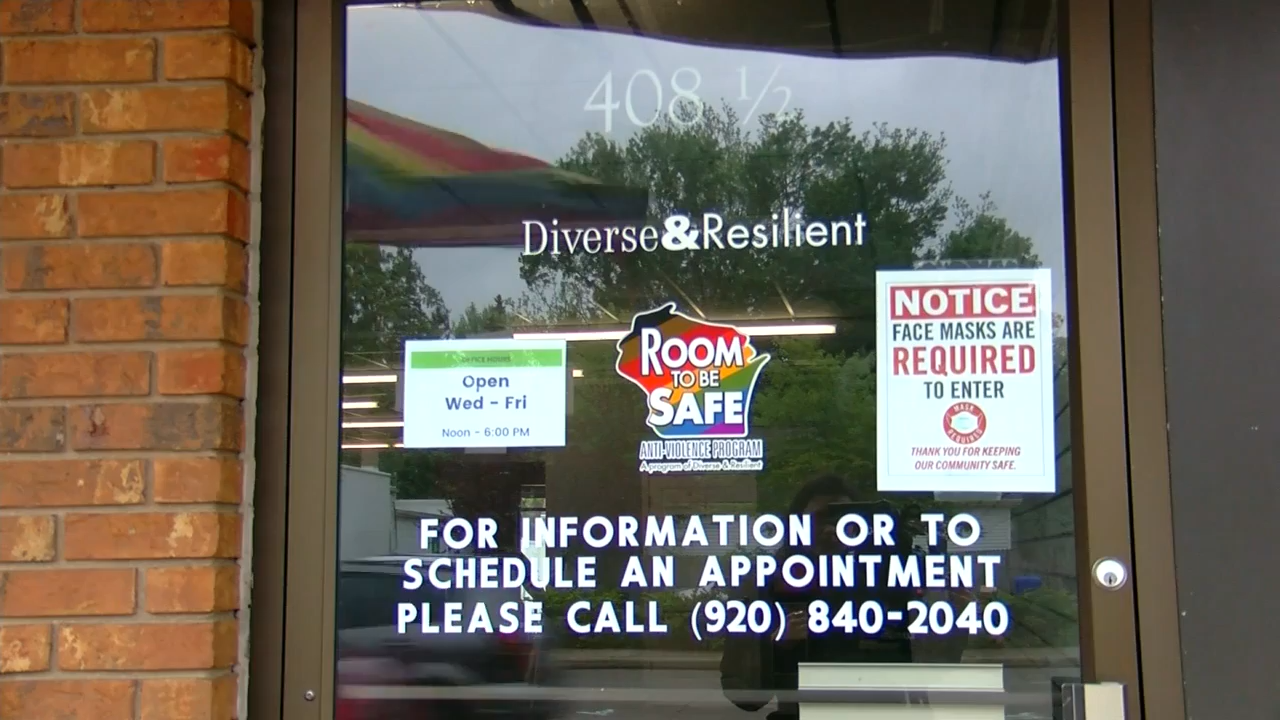 408 ½
Diverse&Resilient
OFFICE HOURS
Open
Wed - Fri
Noon - 6:00 PM
ROOM
TO BE
SAFE
ANTI-VIOLENCE PROGRAM
A program of Diverse & Resilient
NOTICE
FACE MASKS ARE
REQUIRED
TO ENTER
MASK
REQUIRED
THANK YOU FOR KEEPING
OUR COMMUNITY SAFE.
FOR INFORMATION OR TO
SCHEDULE AN APPOINTMENT
PLEASE CALL (920) 840-2040